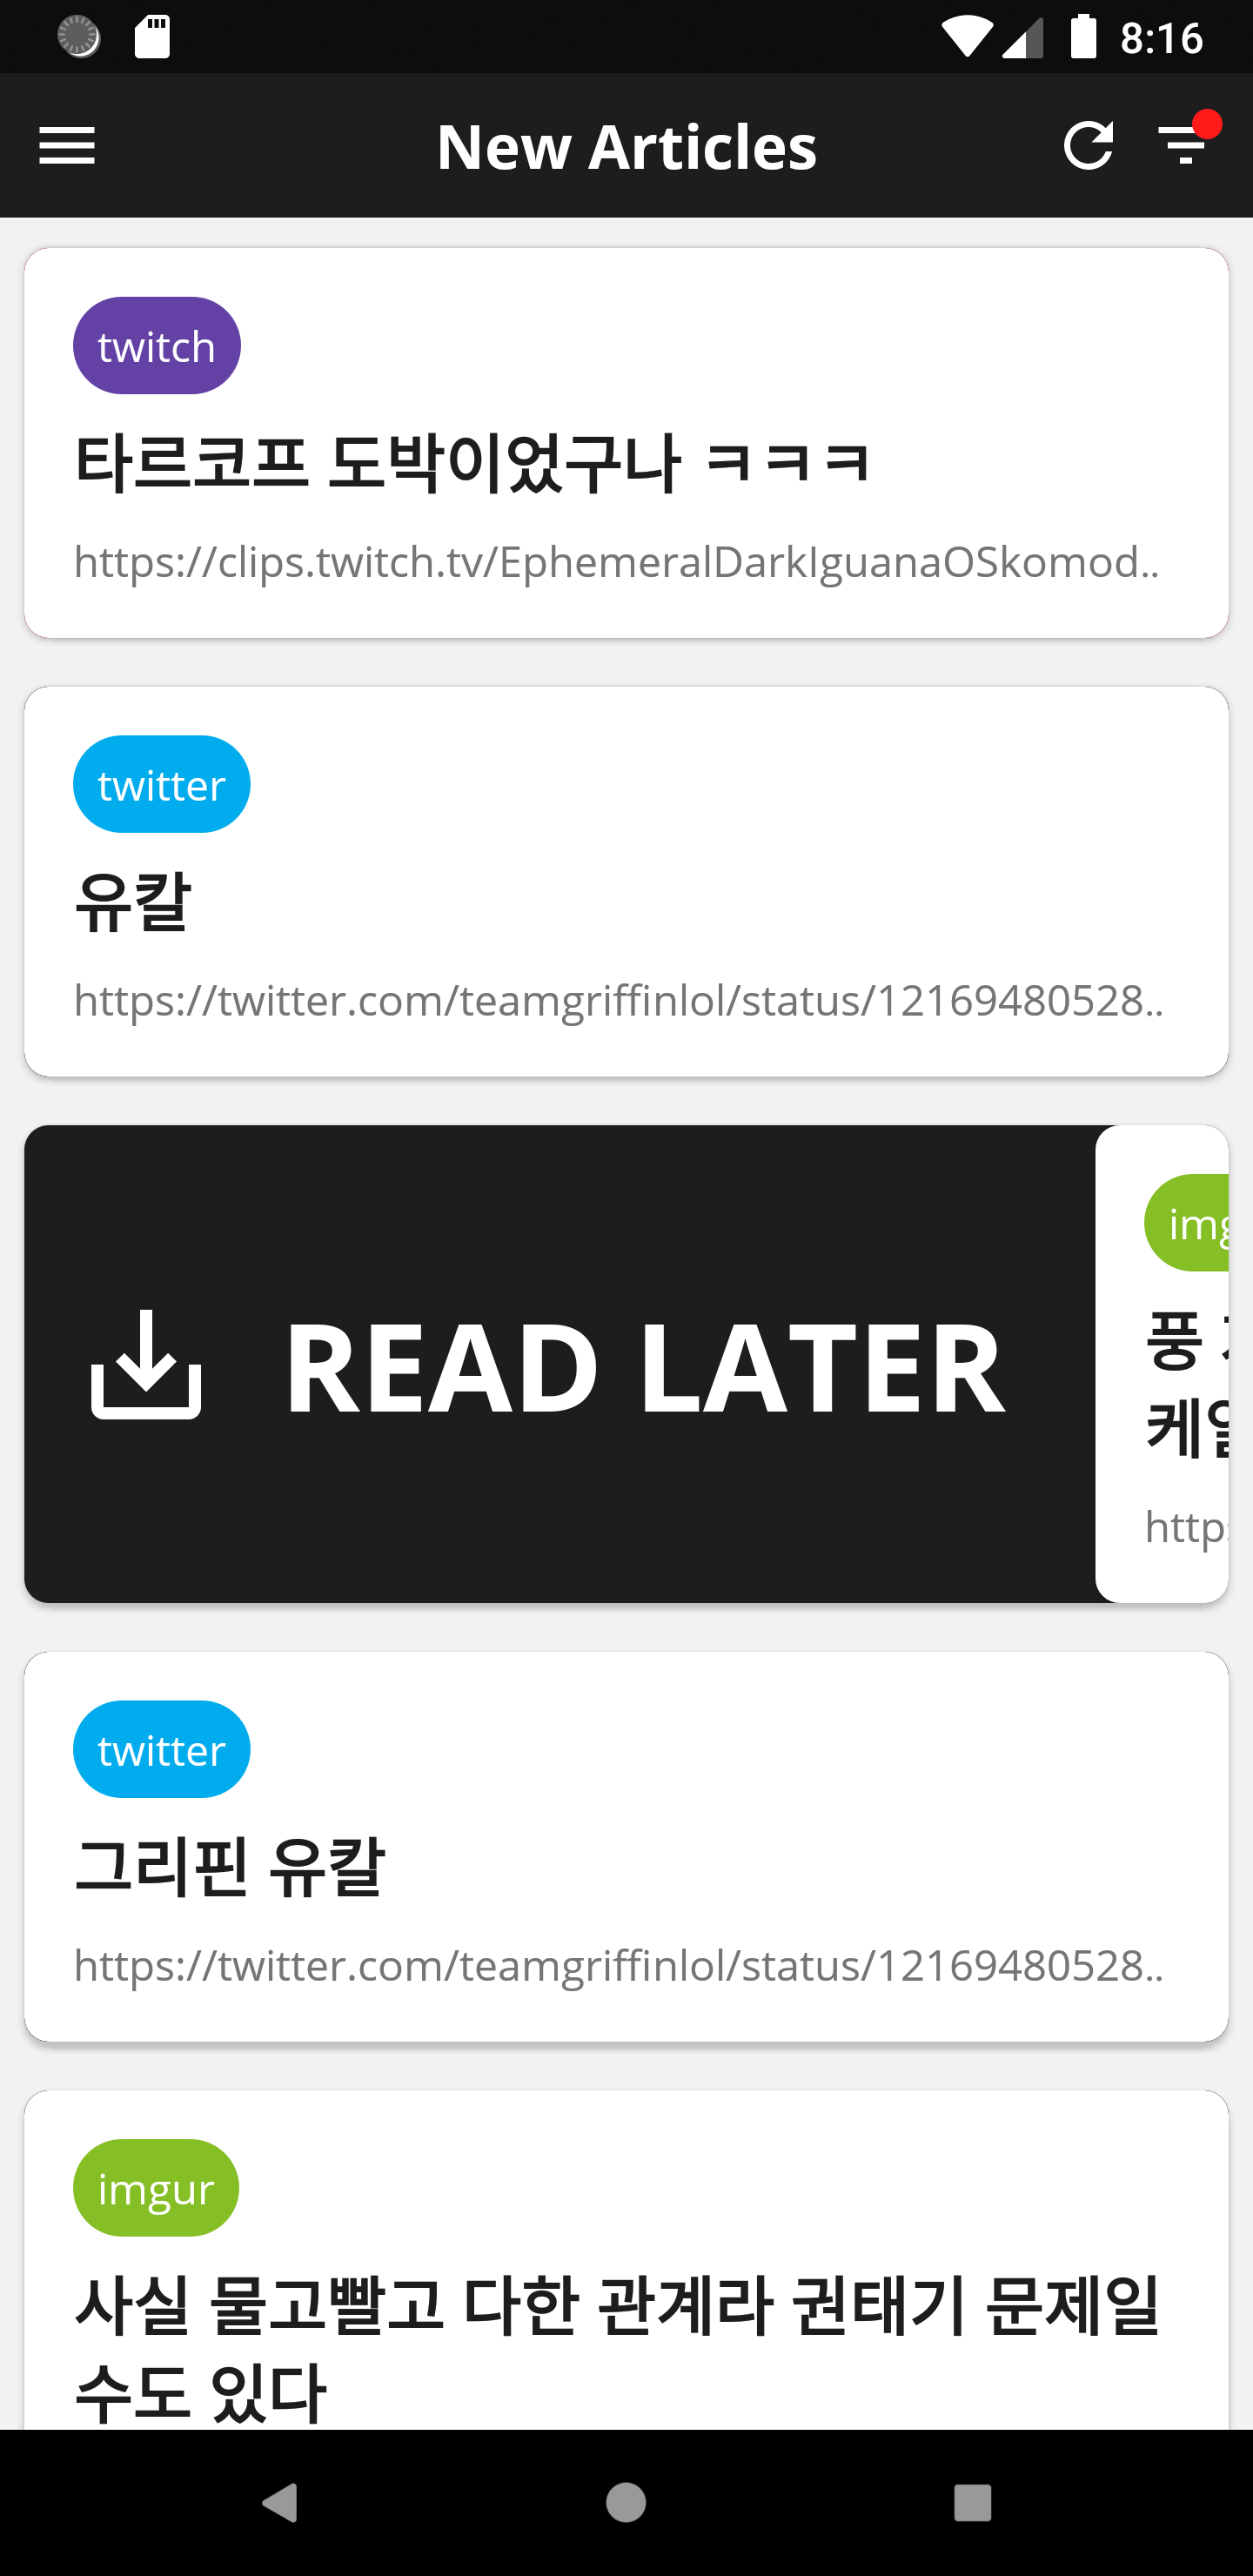 8:16
New Articles
twitch
타르코프 도박이었구나 ㅋㅋㅋ
https://clips.twitch.tv/EphemeralDarkIguanaOSkomod..
twitter
유칼
https://twitter.com/teamgriffinlol/status/12169480528..
READ LATER
풍
twitter
그리핀 유칼
https://twitter.com/teamgriffinlol/status/12169480528..
imgur
사실 물고빨고 다한 관계라 권태기 문제일
수도 있다